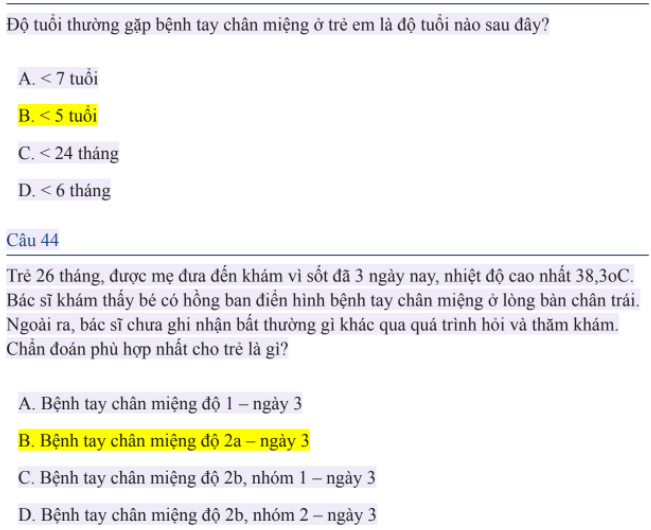 Độ tuổi thường gặp bệnh tay chân miệng ở trẻ em là độ tuổi nào sau đây?
A. < 7 tuổi
B. < 5 tuổi
C. < 24 tháng
D. < 6 tháng
Câu 44
Trẻ 26 tháng, được mẹ đưa đến khám vì sốt đã 3 ngày nay, nhiệt độ cao nhất 38,3oC.
Bác sĩ khám thấy bé có hồng ban điển hình bệnh tay chân miệng ở lòng bàn chân trái.
Ngoài ra, bác sĩ chưa ghi nhận bất thường gì khác qua quá trình hỏi và thăm khám.
Chẩn đoán phù hợp nhất cho trẻ là gì?
A. Bệnh tay chân miệng độ 1 – ngày 3
B. Bệnh tay chân miệng độ 2a – ngày 3
C. Bệnh tay chân miệng độ 2b, nhóm 1 – ngày 3
D. Bệnh tay chân miệng độ 2b, nhóm 2 – ngày 3